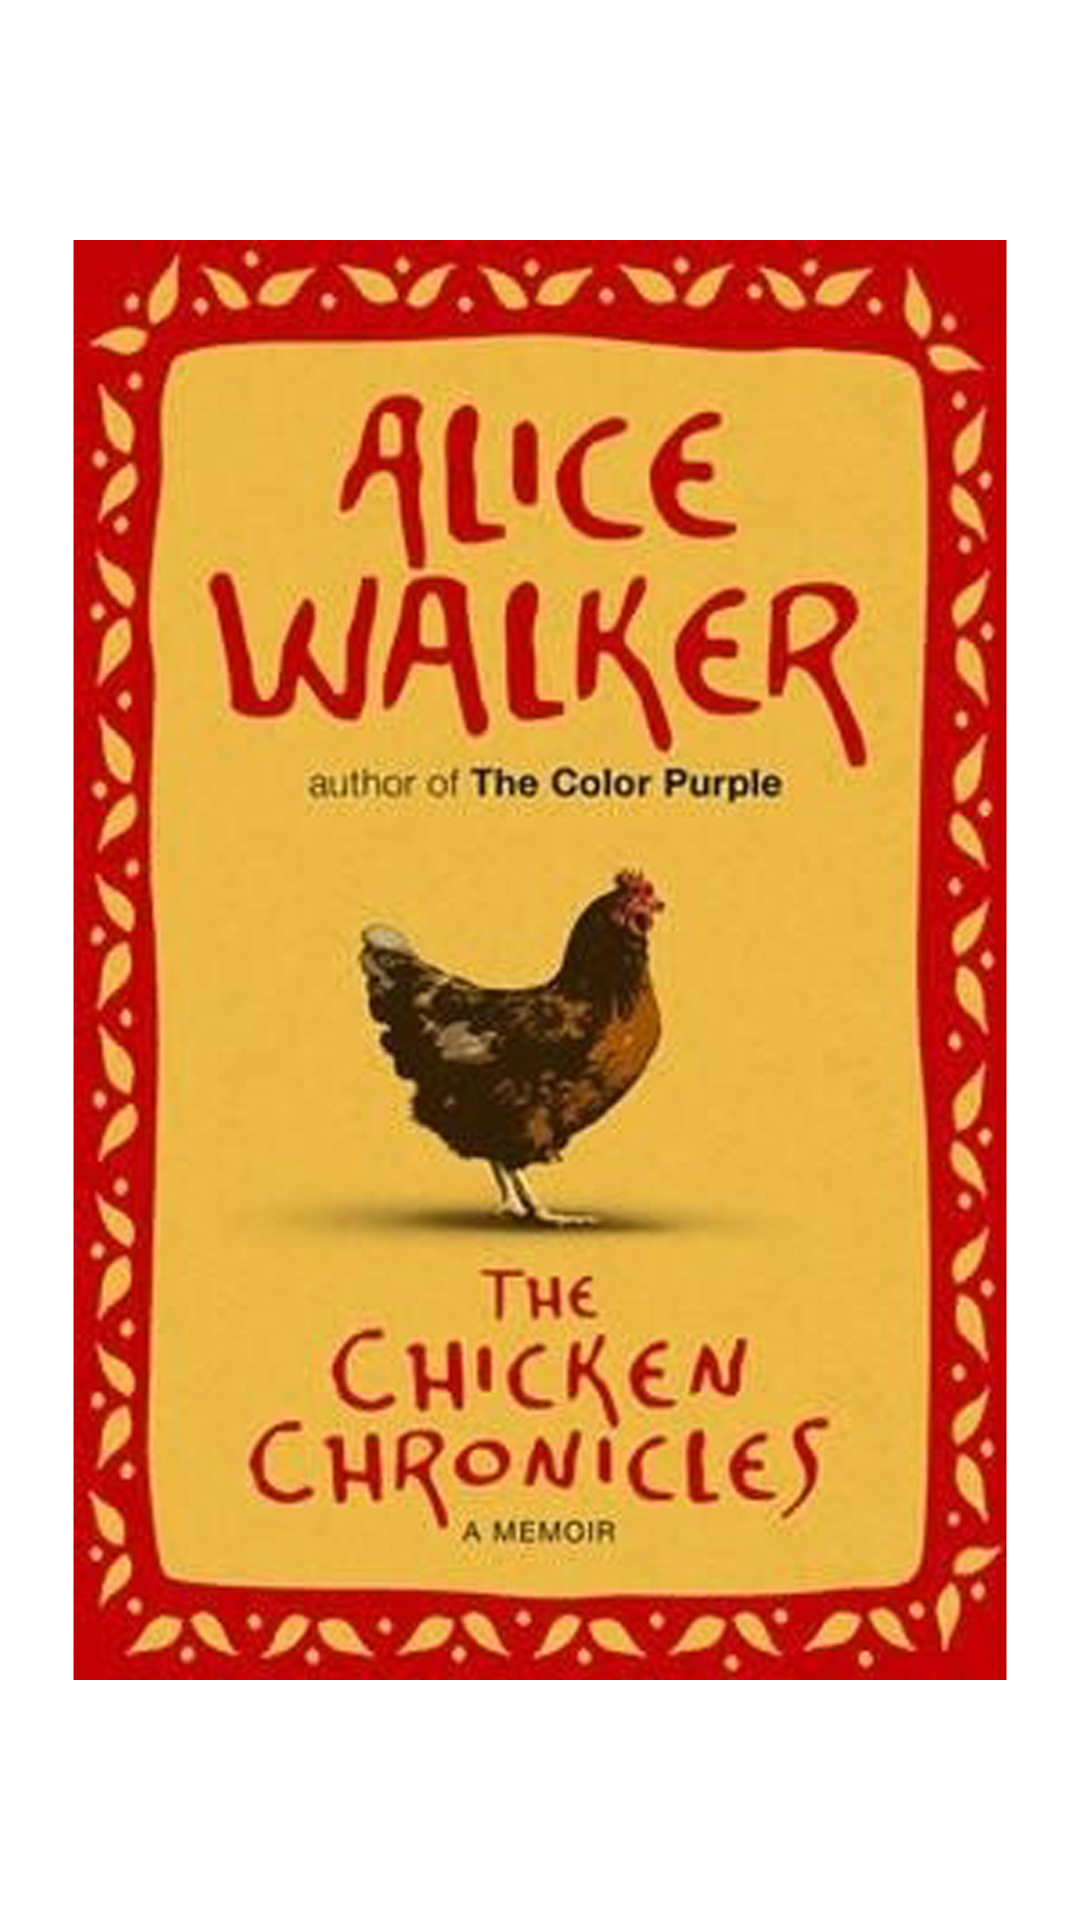 ALICE
WALKER
author of The Color Purple
THE
CHICKEN
CHRONICLES
A MEMOIR